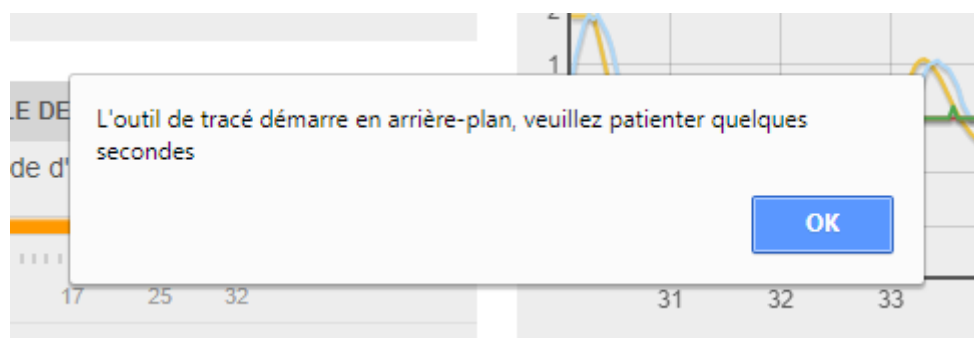 2
1
LE DE
de d'
L'outil de tracé démarre en arrière-plan, veuillez patienter quelques
secondes
OK
17 25 32
31 32 33